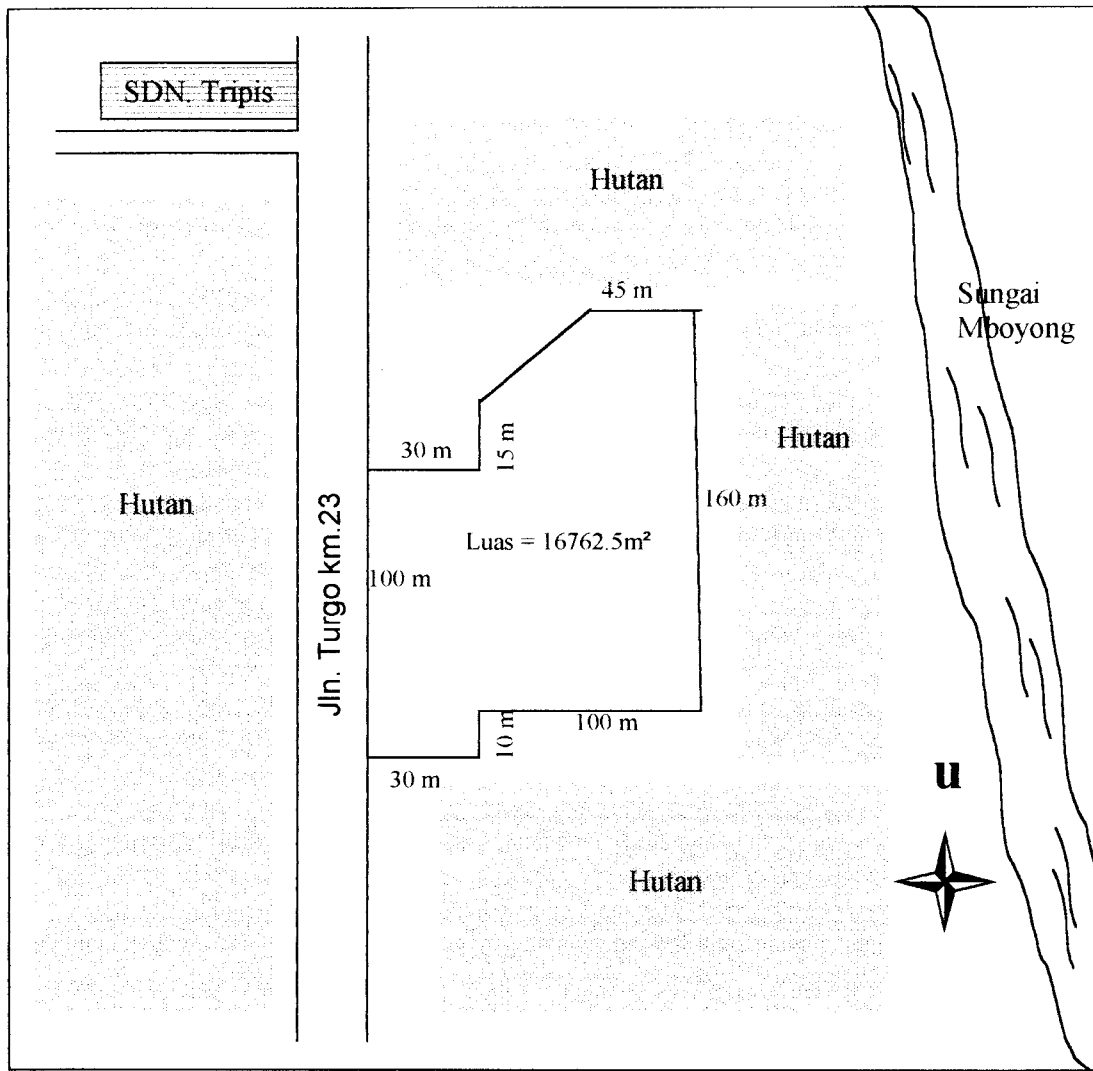 SDN. Tripis
Hutan
45 m
Sungai
Mboyong
30 m
15 m
Hutan
Hutan
160 m
Luas = 16762.5m²
Jln. Turgo km.23
100 m
10 m
100 m
30 m
u
Hutan